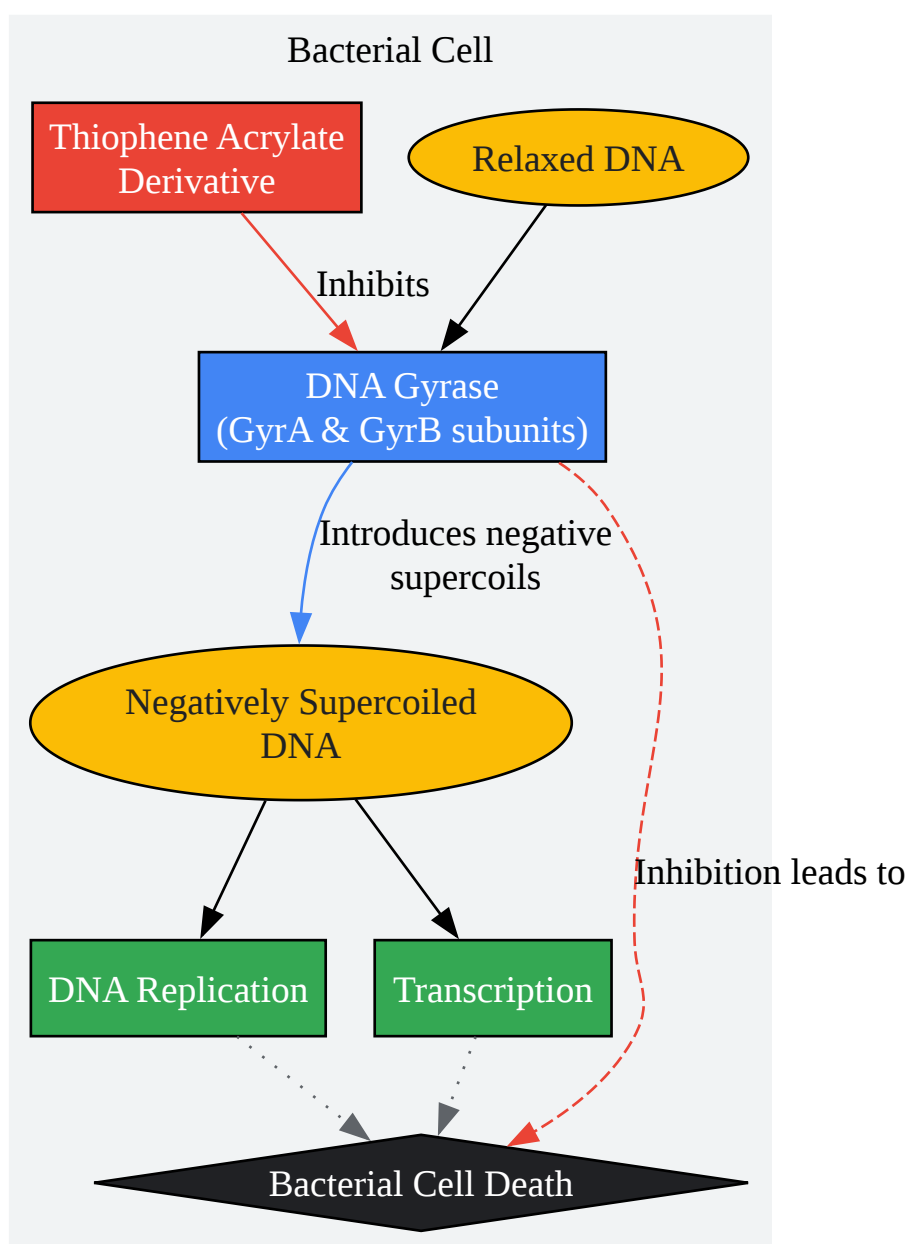 Bacterial Cell
Thiophene Acrylate
Derivative
Relaxed DNA
Inhibits
DNA Gyrase
(GyrA & GyrB subunits)
Introduces negative
supercoils
Negatively Supercoiled
DNA
Inhibition leads to
DNA Replication
Transcription
Bacterial Cell Death